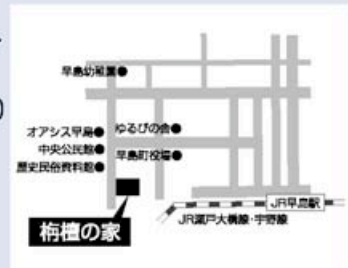 早島幼稚園●
オアシス早島●
ゆるびの舎●
中央公民館●
早島町役場●
歴史民俗資料館●
JR早島駅
JR瀬戸大橋線・宇野線
栴檀の家